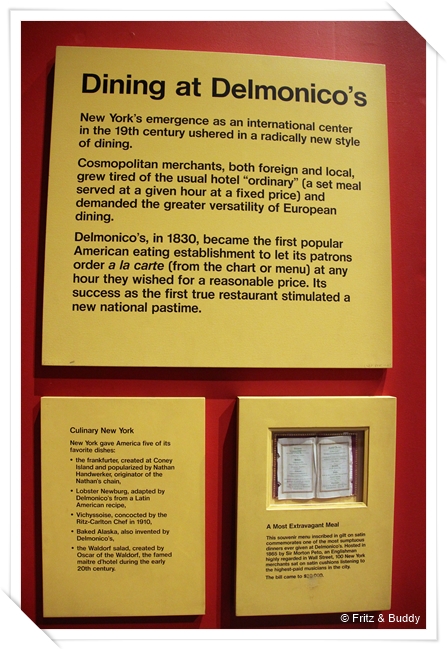 Dining at Delmonico's
New York's emergence as an international center
in the 19th century ushered in a radically new style
of dining.
Cosmopolitan merchants, both foreign and local,
grew tired of the usual hotel "ordinary" (a set meal
served at a given hour at a fixed price) and
demanded the greater versatility of European
dining.
Delmonico's, in 1830, became the first popular
American eating establishment to let its patrons
order a la carte (from the chart or menu) at any
hour they wished for a reasonable price. Its
success as the first true restaurant stimulated a
new national pastime.
Culinary New York
New York gave America five of its
favorite dishes:
• the frankfurter, created at Coney
Island and popularized by Nathan
Handwerker, originator of the
Nathan's chain,
• Lobster Newburg, adapted by
Delmonico's from a Latin
American recipe,
• Vichyssoise, concocted by the
Ritz-Carlton Chef in 1910,
• Baked Alaska, also invented by
Delmonico's,
• the Waldorf salad, created by
Oscar of the Waldorf, the famed
maitre d'hotel during the early
20th century.
A Most Extravagant Meal
This souvenir menu inscribed in gilt on satin
commemorates one of the most sumptuous
dinners ever given at Delmonico's. Hosted in
1865 by Sir Morton Peto, an Englishman
highly regarded in Wall Street, 100 New York
merchants sat on satin cushions listening to
the highest-paid musicians in the city.
The bill came to
© Fritz & Buddy